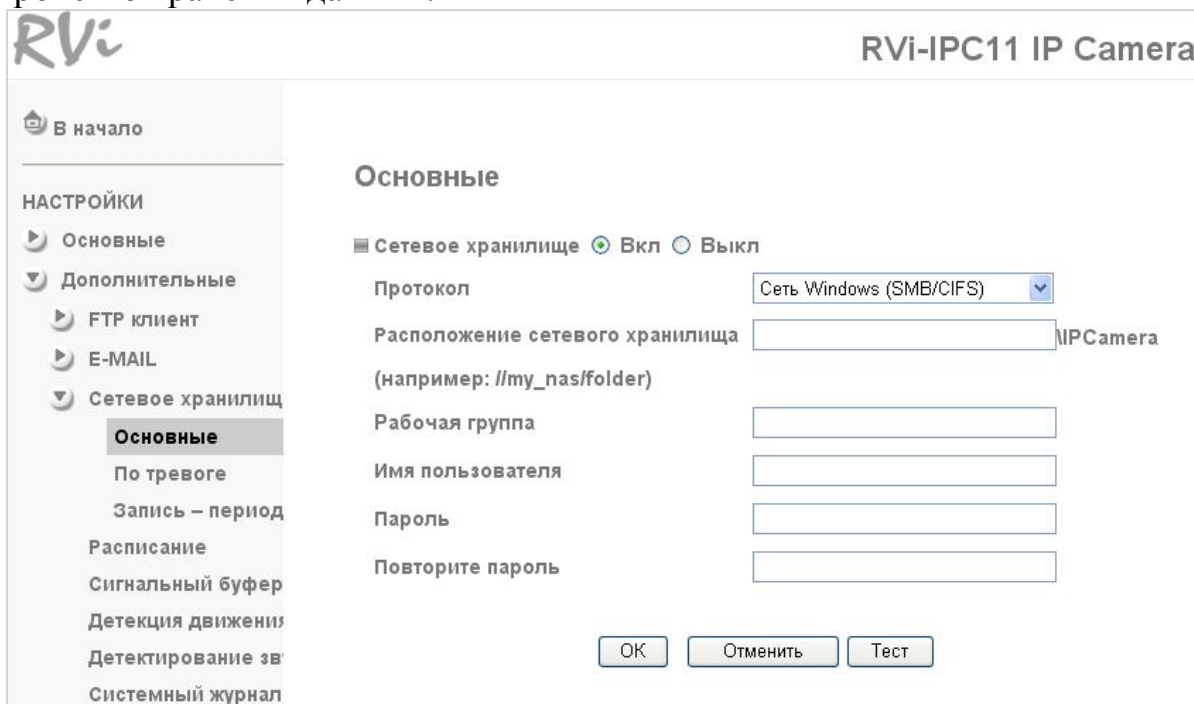 RVi
RVi-IPC11 IP Camera
В начало
НАСТРОЙКИ
Основные
Дополнительные
FTP клиент
E-MAIL
Сетевое хранилищ
Основные
По тревоге
Запись – период
Расписание
Сигнальный буфер
Детекция движения
Детектирование зв
Системный журнал
Основные
Сетевое хранилище Вкл Выкл
Протокол Сеть Windows (SMB/CIFS)
Расположение сетевого хранилища \IPCamera
(например: //my_nas/folder)
Рабочая группа
Имя пользователя
Пароль
Повторите пароль
ОК Отменить Тест